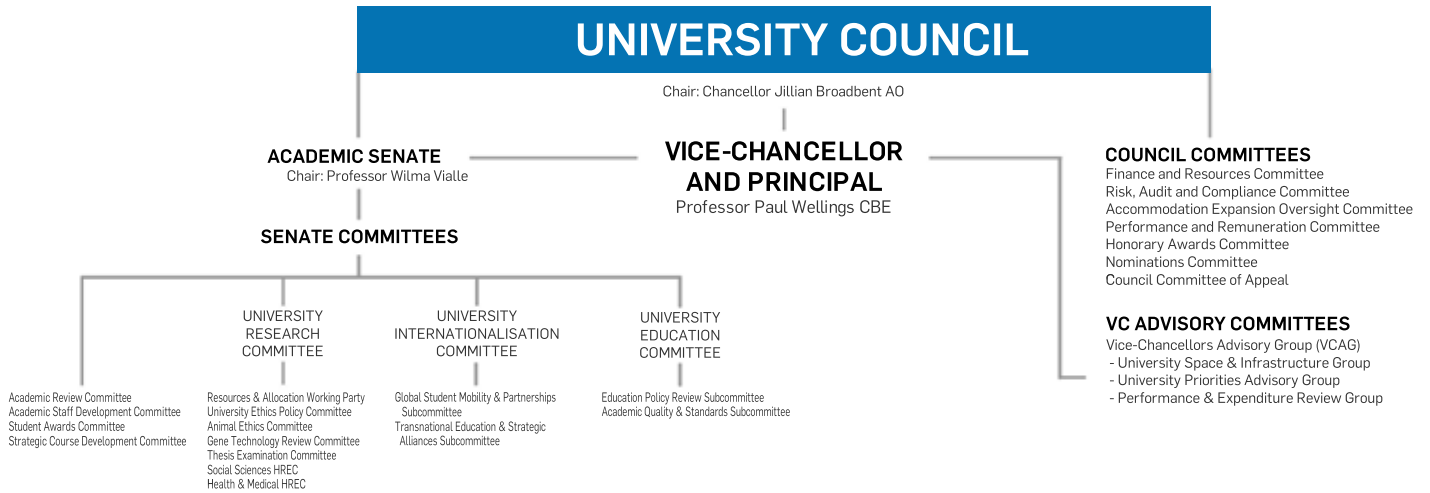 UNIVERSITY COUNCIL
Chair: Chancellor Jillian Broadbent AO
ACADEMIC SENATE
Chair: Professor Wilma Vialle
VICE-CHANCELLOR
AND PRINCIPAL
Professor Paul Wellings CBE
COUNCIL COMMITTEES
Finance and Resources Committee
Risk, Audit and Compliance Committee
Accommodation Expansion Oversight Committee
Performance and Remuneration Committee
Honorary Awards Committee
Nominations Committee
Council Committee of Appeal
SENATE COMMITTEES
UNIVERSITY
RESEARCH
COMMITTEE
UNIVERSITY
INTERNATIONALISATION
COMMITTEE
UNIVERSITY
EDUCATION
COMMITTEE
VC ADVISORY COMMITTEES
Vice-Chancellors Advisory Group (VCAG)
- University Space & Infrastructure Group
- University Priorities Advisory Group
- Performance & Expenditure Review Group
Academic Review Committee
Academic Staff Development Committee
Student Awards Committee
Strategic Course Development Committee
Resources & Allocation Working Party
University Ethics Policy Committee
Animal Ethics Committee
Gene Technology Review Committee
Thesis Examination Committee
Social Sciences HREC
Health & Medical HREC
Global Student Mobility & Partnerships
Subcommittee
Transnational Education & Strategic
Alliances Subcommittee
Education Policy Review Subcommittee
Academic Quality & Standards Subcommittee